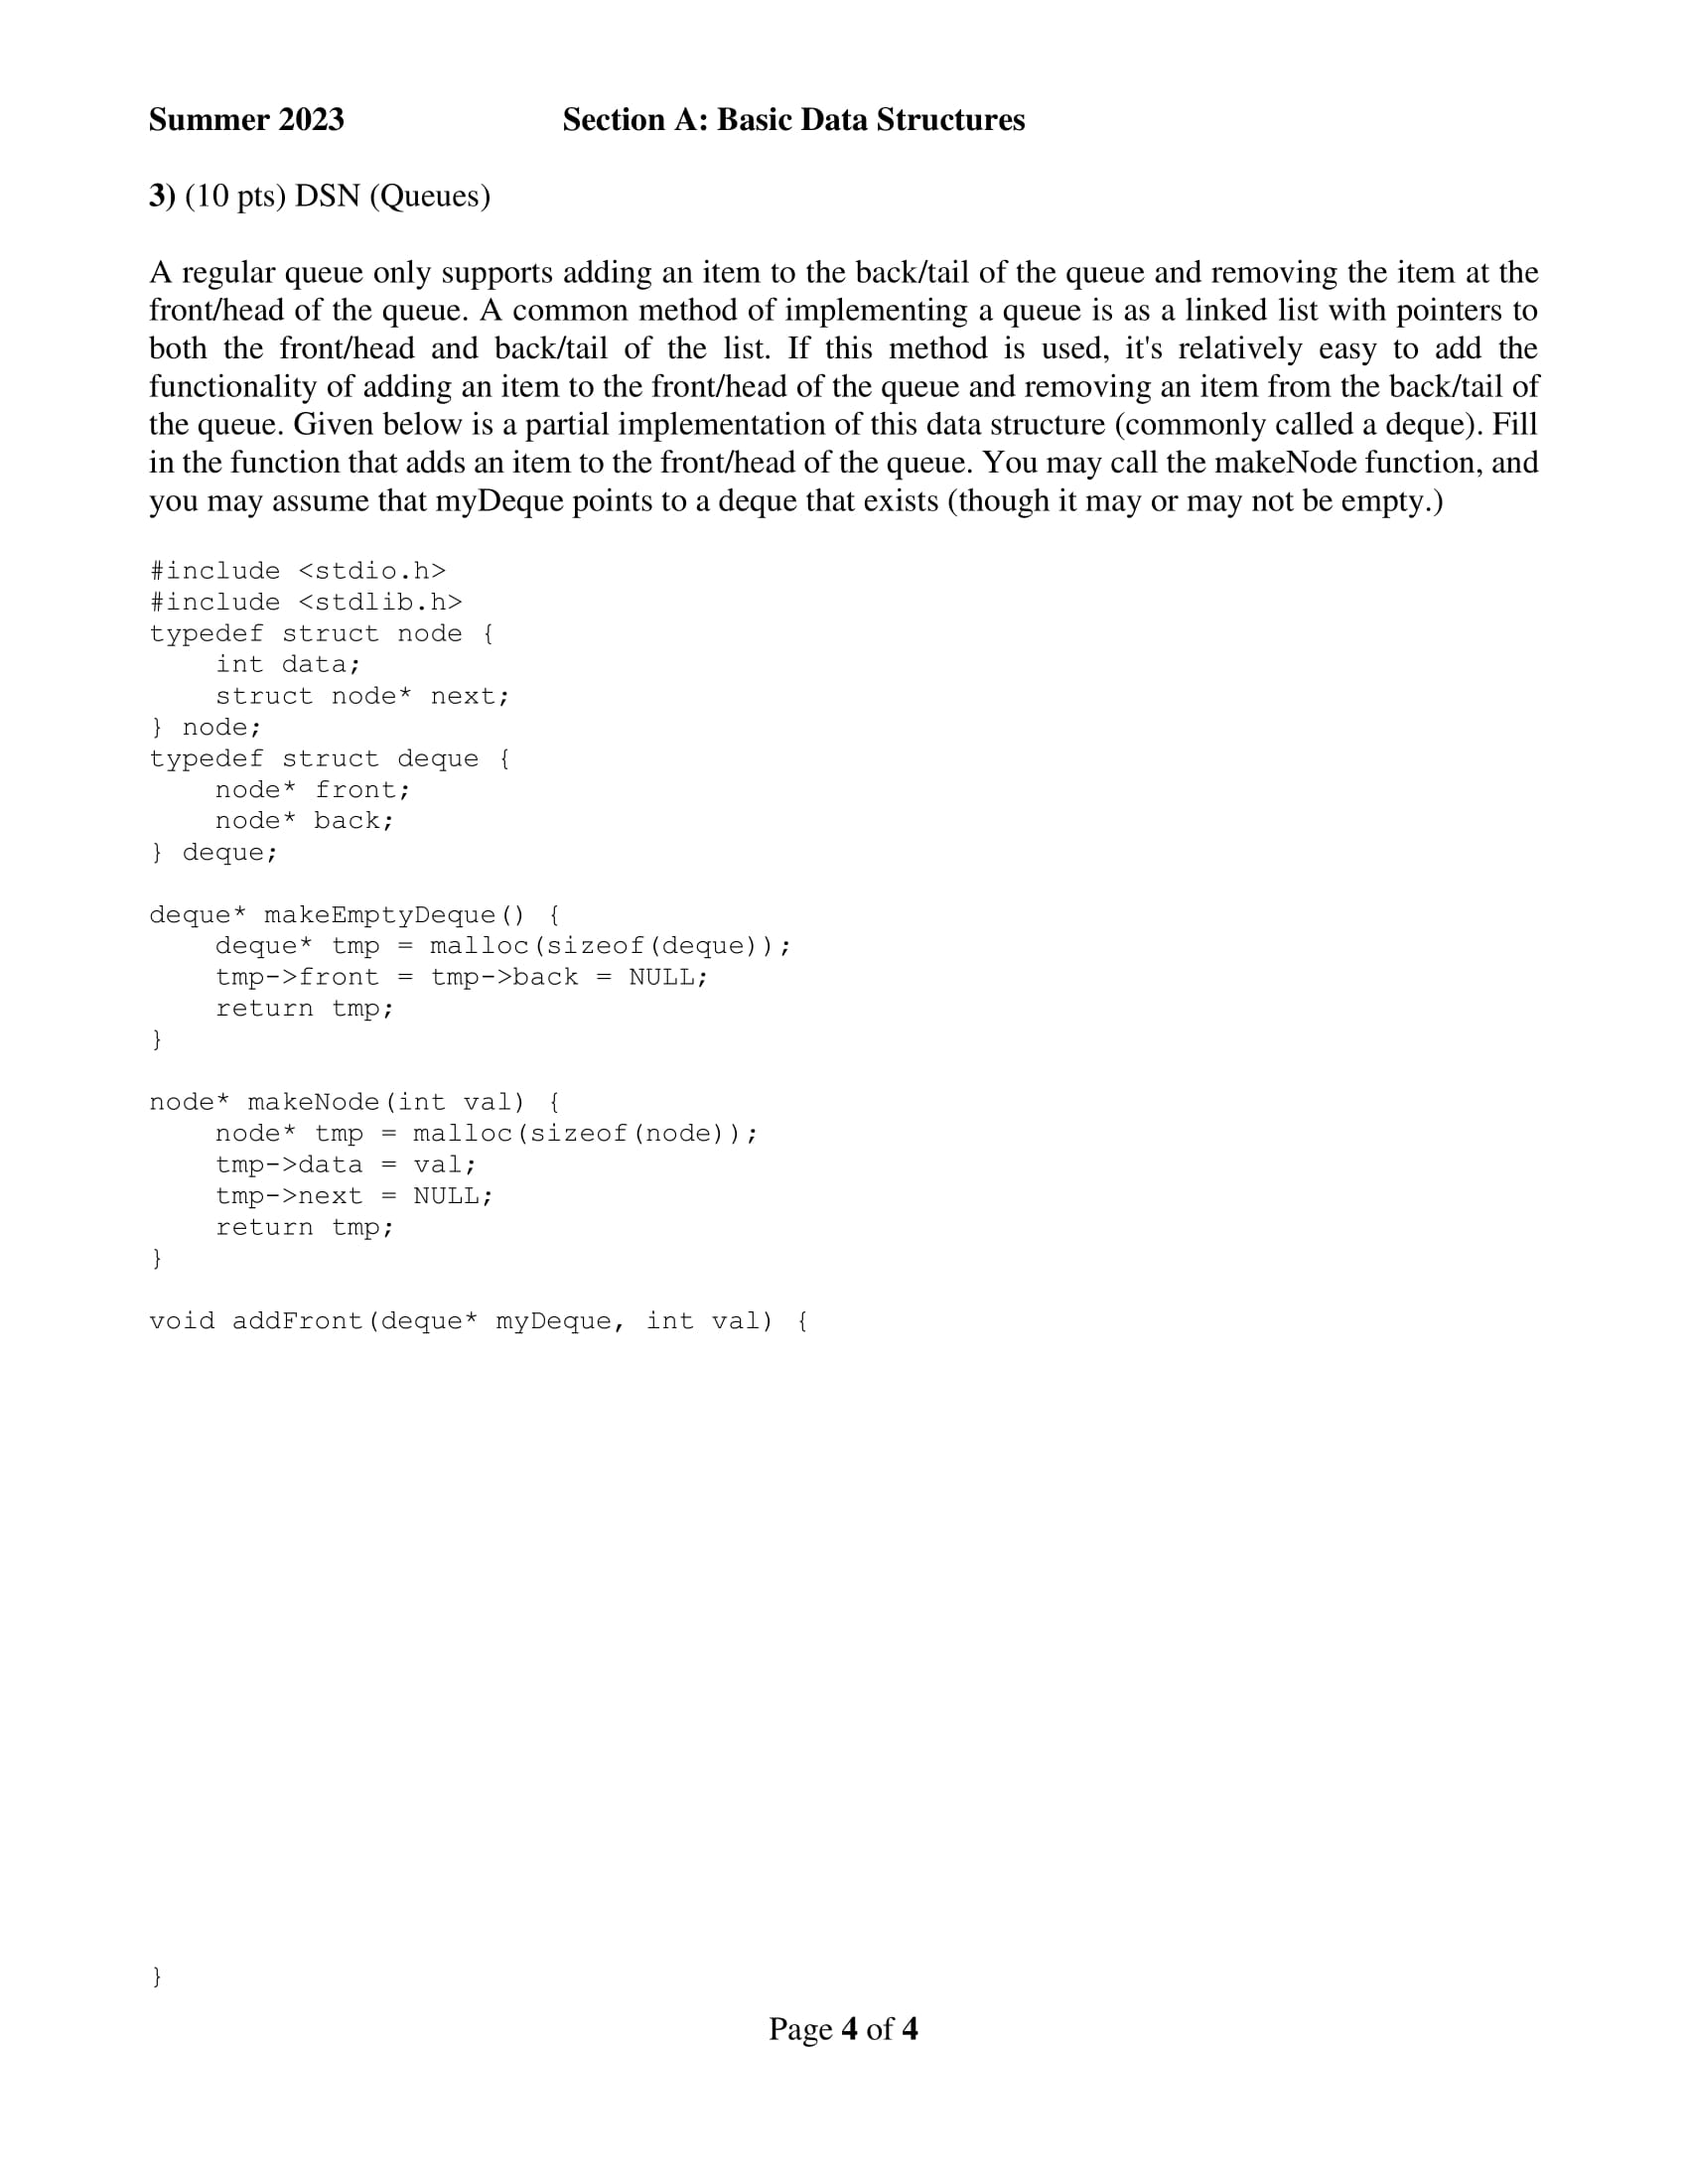 Summer 2023 Section A: Basic Data Structures
3) (10 pts) DSN (Queues)
A regular queue only supports adding an item to the back/tail of the queue and removing the item at the
front/head of the queue. A common method of implementing a queue is as a linked list with pointers to
both the front/head and back/tail of the list. If this method is used, it's relatively easy to add the
functionality of adding an item to the front/head of the queue and removing an item from the back/tail of
the queue. Given below is a partial implementation of this data structure (commonly called a deque). Fill
in the function that adds an item to the front/head of the queue. You may call the makeNode function, and
you may assume that myDeque points to a deque that exists (though it may or may not be empty.)
#include <stdio.h>
#include <stdlib.h>
typedef struct node {
    int data;
    struct node* next;
} node;
typedef struct deque {
    node* front;
    node* back;
} deque;
deque* makeEmptyDeque() {
    deque* tmp = malloc(sizeof(deque));
    tmp->front = tmp->back = NULL;
    return tmp;
}
node* makeNode(int val) {
    node* tmp = malloc(sizeof(node));
    tmp->data = val;
    tmp->next = NULL;
    return tmp;
}
void addFront(deque* myDeque, int val) {
}
Page 4 of 4